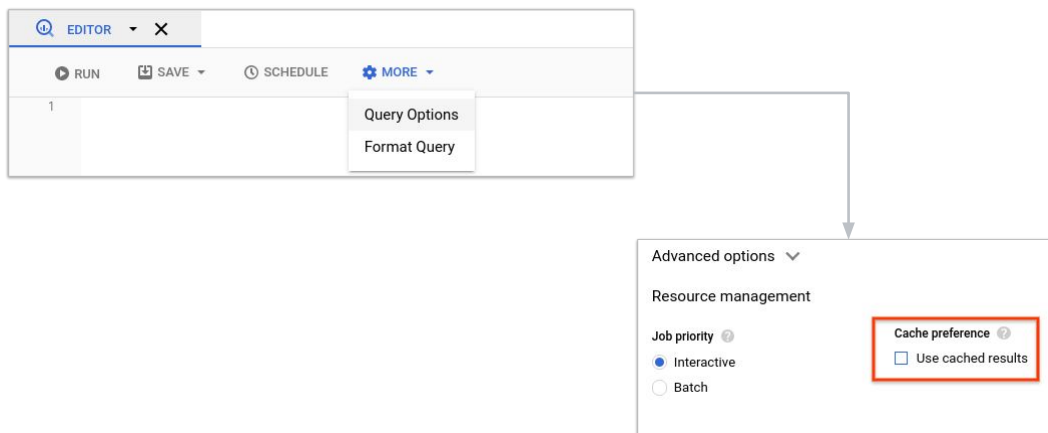 EDITOR
RUN SAVE SCHEDULE MORE
1
Query Options
Format Query
Advanced options
Resource management
Job priority ?
Interactive
Batch
Cache preference ?
Use cached results